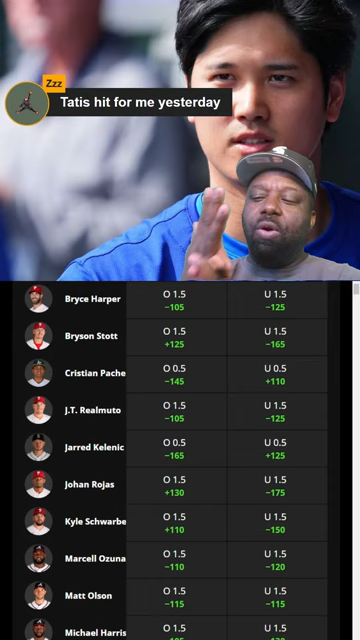 Zzz
Tatis hit for me yesterday
O 1.5 U 1.5
Bryce Harper
−105 −125
O 1.5 U 1.5
Bryson Stott
+125 −165
O 0.5 U 0.5
Cristian Pache
−145 +110
O 1.5 U 1.5
J.T. Realmuto
−105 −125
O 0.5 U 0.5
Jarred Kelenic
−165 +125
O 1.5 U 1.5
Johan Rojas
+130 −175
O 1.5 U 1.5
Kyle Schwarbe
+110 −150
O 1.5 U 1.5
Marcell Ozuna
−110 −120
O 1.5 U 1.5
Matt Olson
−115 −115
O 1.5 U 1.5
Michael Harris